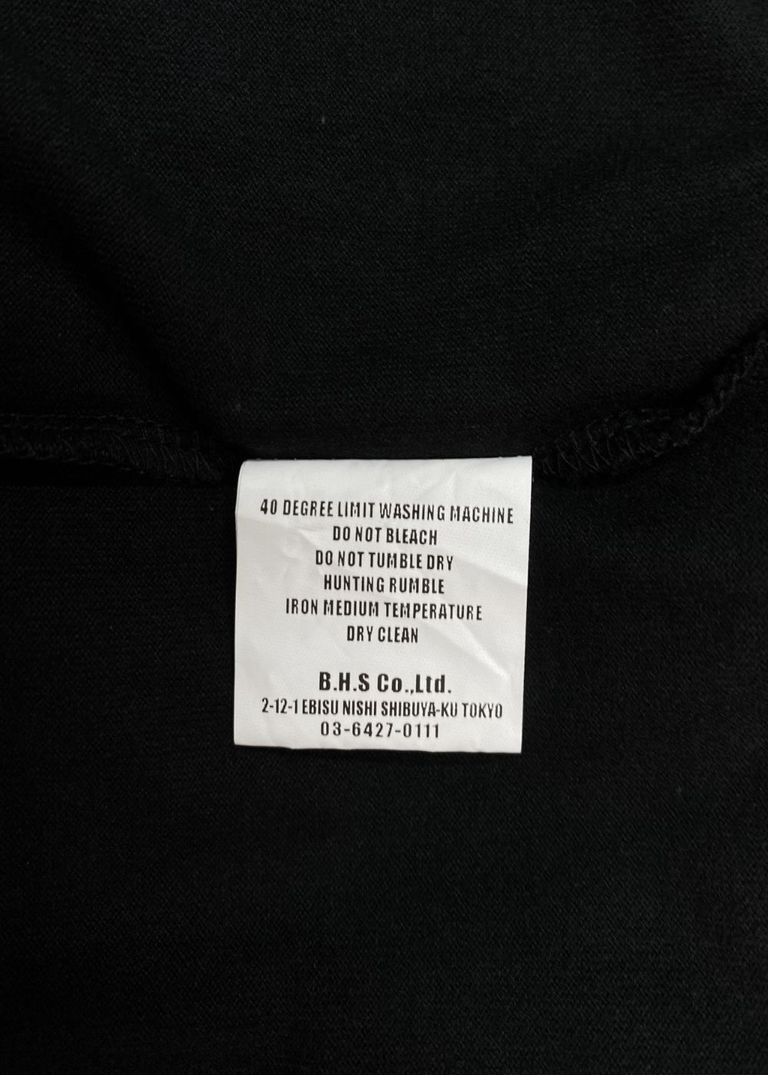 40 DEGREE LIMIT WASHING MACHINE
DO NOT BLEACH
DO NOT TUMBLE DRY
HUNTING RUMBLE
IRON MEDIUM TEMPERATURE
DRY CLEAN
B.H.S Co.,Ltd.
2-12-1 EBISU NISHI SHIBUYA-KU TOKYO
03-6427-0111